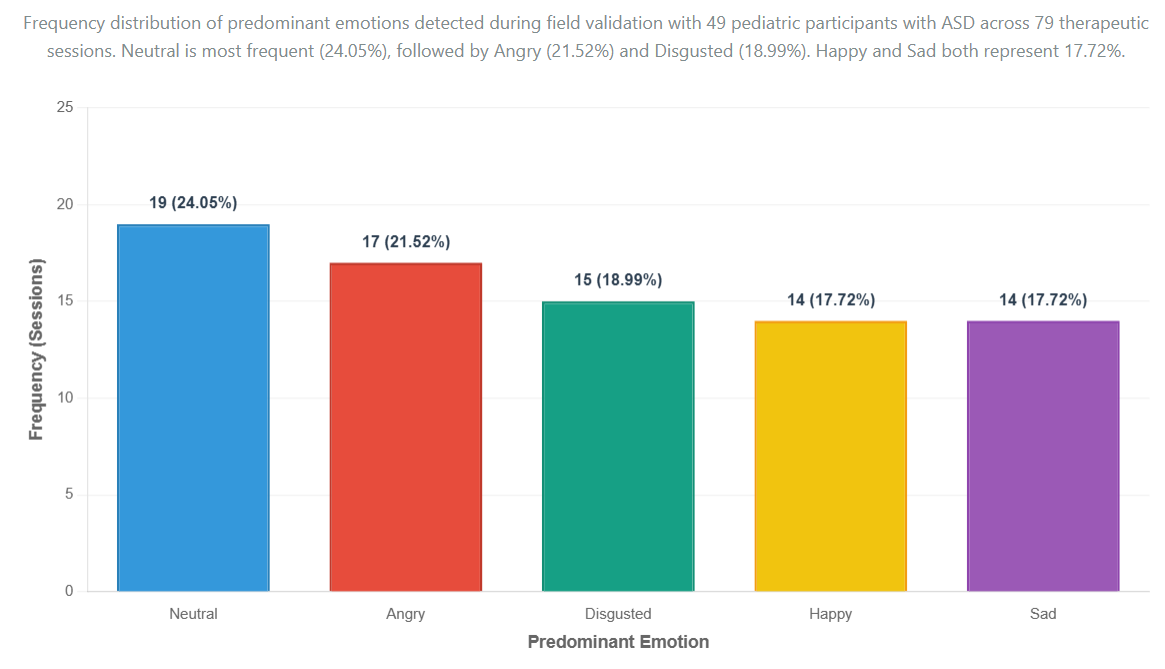 Frequency distribution of predominant emotions detected during field validation with 49 pediatric participants with ASD across 79 therapeutic
sessions. Neutral is most frequent (24.05%), followed by Angry (21.52%) and Disgusted (18.99%). Happy and Sad both represent 17.72%.
25
20
15
10
5
0
Frequency (Sessions)
19 (24.05%)
17 (21.52%)
15 (18.99%)
14 (17.72%)
14 (17.72%)
Neutral
Angry
Disgusted
Happy
Sad
Predominant Emotion